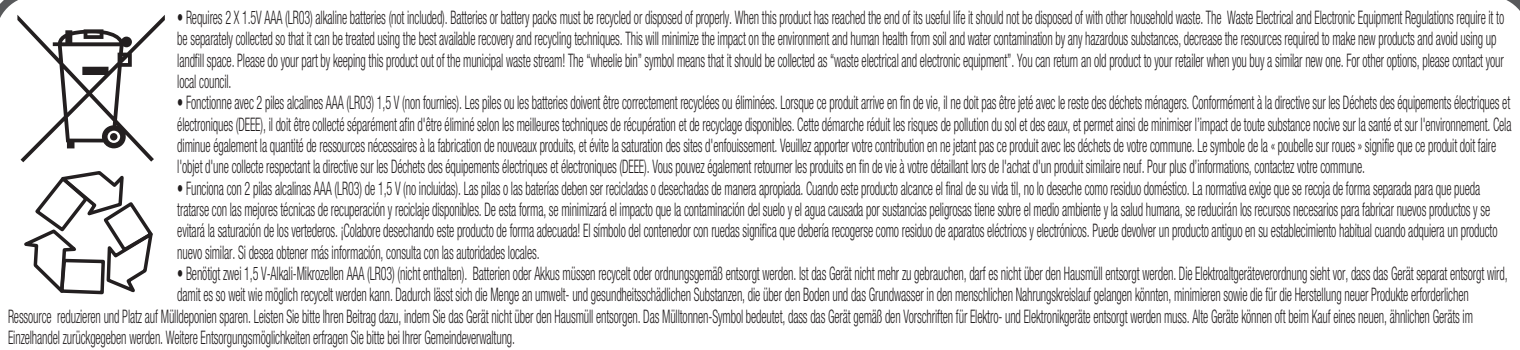 • Requires 2 X 1.5V AAA (LR03) alkaline batteries (not included). Batteries or battery packs must be recycled or disposed of properly. When this product has reached the end of its useful life it should not be disposed of with other household waste. The Waste Electrical and Electronic Equipment Regulations require it to
be separately collected so that it can be treated using the best available recovery and recycling techniques. This will minimize the impact on the environment and human health from soil and water contamination by any hazardous substances, decrease the resources required to make new products and avoid using up
landfill space. Please do your part by keeping this product out of the municipal waste stream! The “wheelie bin” symbol means that it should be collected as “waste electrical and electronic equipment”. You can return an old product to your retailer when you buy a similar new one. For other options, please contact your
local council.
• Fonctionne avec 2 piles alcalines AAA (LR03) 1,5 V (non fournies). Les piles ou les batteries doivent être correctement recyclées ou éliminées. Lorsque ce produit arrive en fin de vie, il ne doit pas être jeté avec le reste des déchets ménagers. Conformément à la directive sur les Déchets des équipements électriques et
électroniques (DEEE), il doit être collecté séparément afin d'être éliminé selon les meilleures techniques de récupération et de recyclage disponibles. Cette démarche réduit les risques de pollution du sol et des eaux, et permet ainsi de minimiser l'impact de toute substance nocive sur la santé et sur l'environnement. Cela
diminue également la quantité de ressources nécessaires à la fabrication de nouveaux produits, et évite la saturation des sites d'enfouissement. Veuillez apporter votre contribution en ne jetant pas ce produit avec les déchets de votre commune. Le symbole de la « poubelle sur roues » signifie que ce produit doit faire
l'objet d'une collecte respectant la directive sur les Déchets des équipements électriques et électroniques (DEEE). Vous pouvez également retourner les produits en fin de vie à votre détaillant lors de l'achat d'un produit similaire neuf. Pour plus d'informations, contactez votre commune.
• Funciona con 2 pilas alcalinas AAA (LR03) de 1,5 V (no incluidas). Las pilas o las baterías deben ser recicladas o desechadas de manera apropiada. Cuando este producto alcance el final de su vida til, no lo deseche como residuo doméstico. La normativa exige que se recoja de forma separada para que pueda
tratarse con las mejores técnicas de recuperación y reciclaje disponibles. De esta forma, se minimizará el impacto que la contaminación del suelo y el agua causada por sustancias peligrosas tiene sobre el medio ambiente y la salud humana, se reducirán los recursos necesarios para fabricar nuevos productos y se
evitará la saturación de los vertederos. ¡Colabore desechando este producto de forma adecuada! El símbolo del contenedor con ruedas significa que debería recogerse como residuo de aparatos eléctricos y electrónicos. Puede devolver un producto antiguo en su establecimiento habitual cuando adquiera un producto
nuevo similar. Si desea obtener más información, consulta con las autoridades locales.
• Benötigt zwei 1,5 V-Alkali-Mikrozellen AAA (LR03) (nicht enthalten). Batterien oder Akkus müssen recycelt oder ordnungsgemäß entsorgt werden. Ist das Gerät nicht mehr zu gebrauchen, darf es nicht über den Hausmüll entsorgt werden. Die Elektroaltgeräteverordnung sieht vor, dass das Gerät separat entsorgt wird,
damit es so weit wie möglich recycelt werden kann. Dadurch lässt sich die Menge an umwelt- und gesundheitsschädlichen Substanzen, die über den Boden und das Grundwasser in den menschlichen Nahrungskreislauf gelangen könnten, minimieren sowie die für die Herstellung neuer Produkte erforderlichen
Ressource reduzieren und Platz auf Mülldeponien sparen. Leisten Sie bitte Ihren Beitrag dazu, indem Sie das Gerät nicht über den Hausmüll entsorgen. Das Mülltonnen-Symbol bedeutet, dass das Gerät gemäß den Vorschriften für Elektro- und Elektronikgeräte entsorgt werden muss. Alte Geräte können oft beim Kauf eines neuen, ähnlichen Geräts im
Einzelhandel zurückgegeben werden. Weitere Entsorgungsmöglichkeiten erfragen Sie bitte bei Ihrer Gemeindeverwaltung.